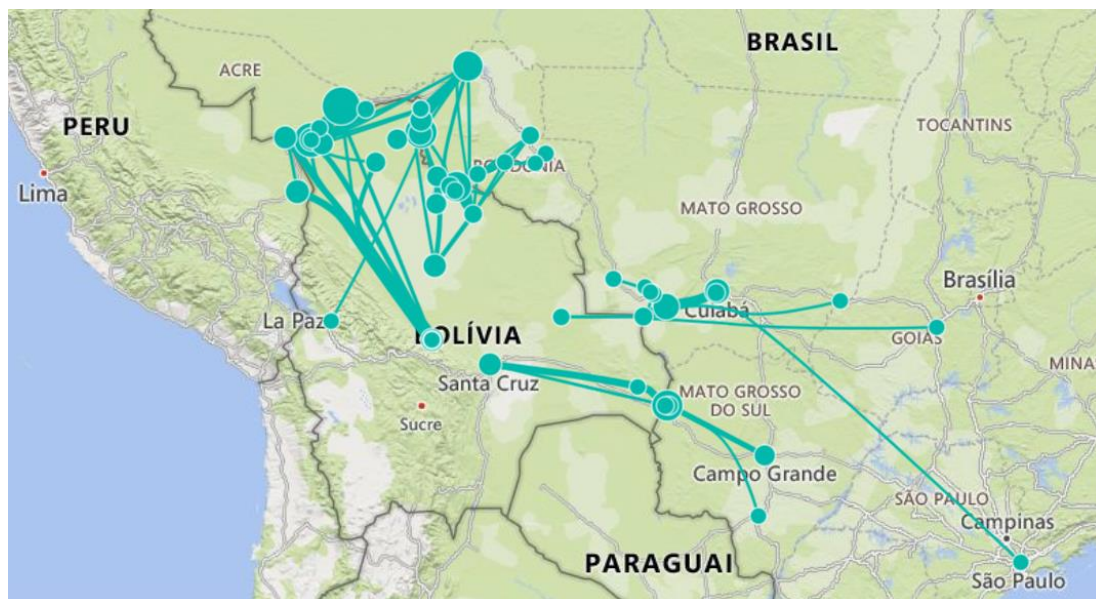 BRASIL
ACRE
PERU
TOCANTINS
RONDÔNIA
Lima
MATO GROSSO
Brasília
La Paz
Cuiabá
BOLÍVIA
GOIÁS
Santa Cruz
MINA
MATO GROSSO
DO SUL
Sucre
Campo Grande
SÃO PAULO
Campinas
PARAGUAI
São Paulo